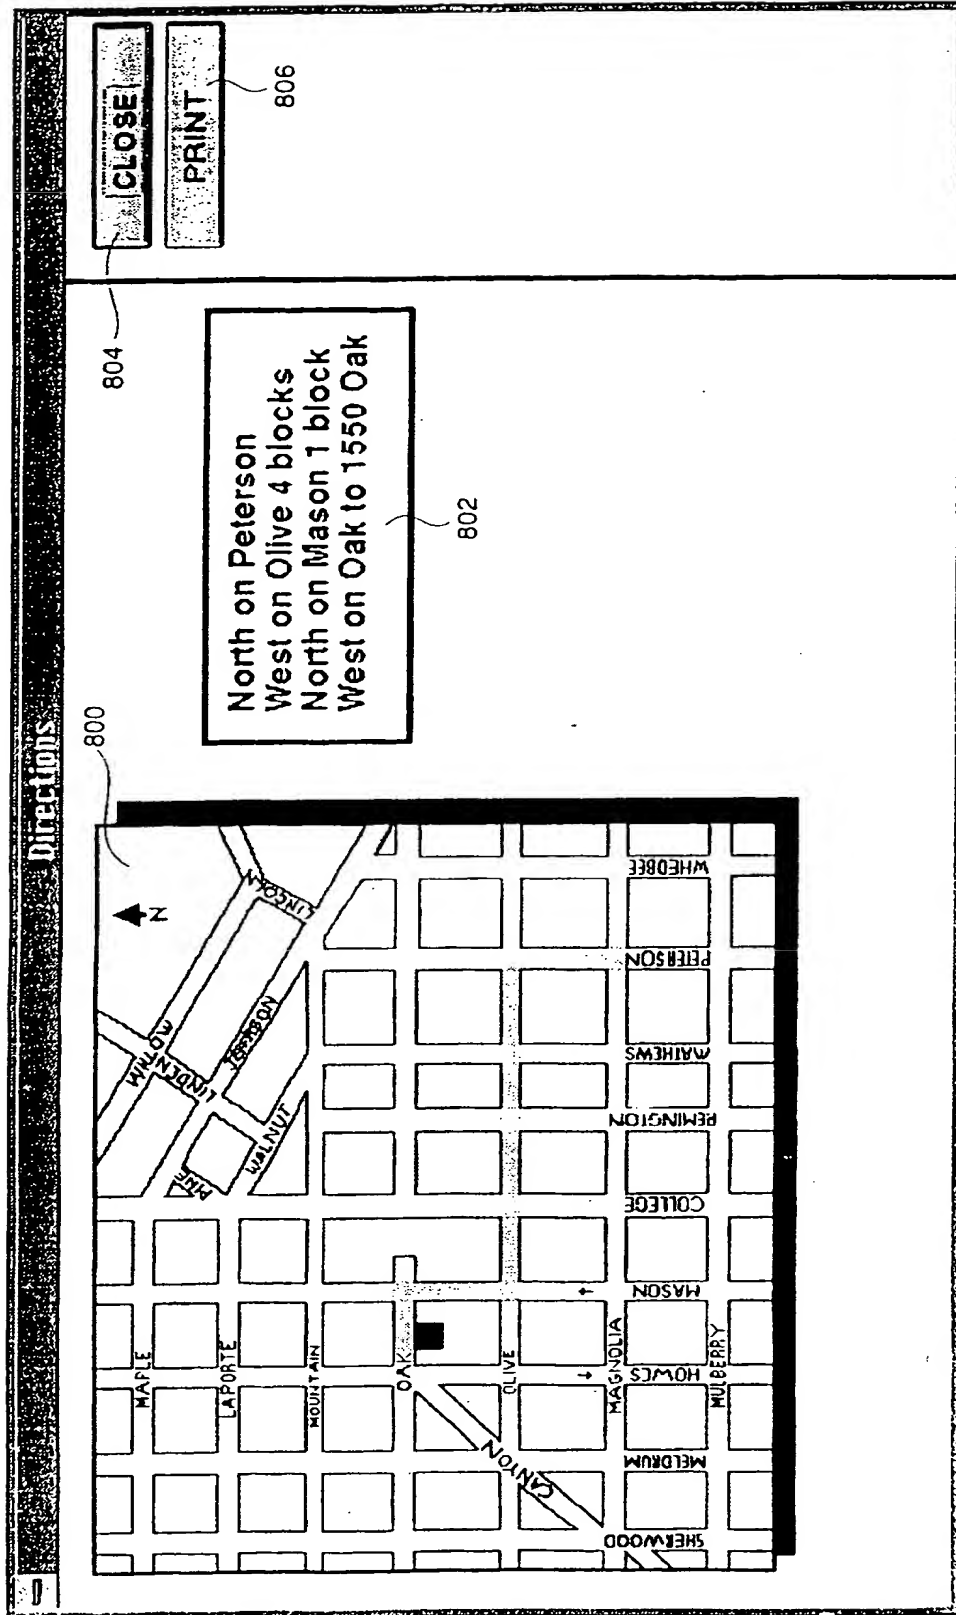 Directions
CLOSE
PRINT
804
806
800
North on Peterson
West on Olive 4 blocks
North on Mason 1 block
West on Oak to 1550 Oak
802
N
LINCOLN
LINDEN
WALNUT
PINE
MAPLE
LAPORTE
MOUNTAIN
OAK
OLIVE
MAGNOLIA
MULBERRY
CANYON
SHERWOOD
MELDRUM
HOWES
MASON
COLLEGE
REMINGTON
MATHEWS
PETERSON
WHEDBEE